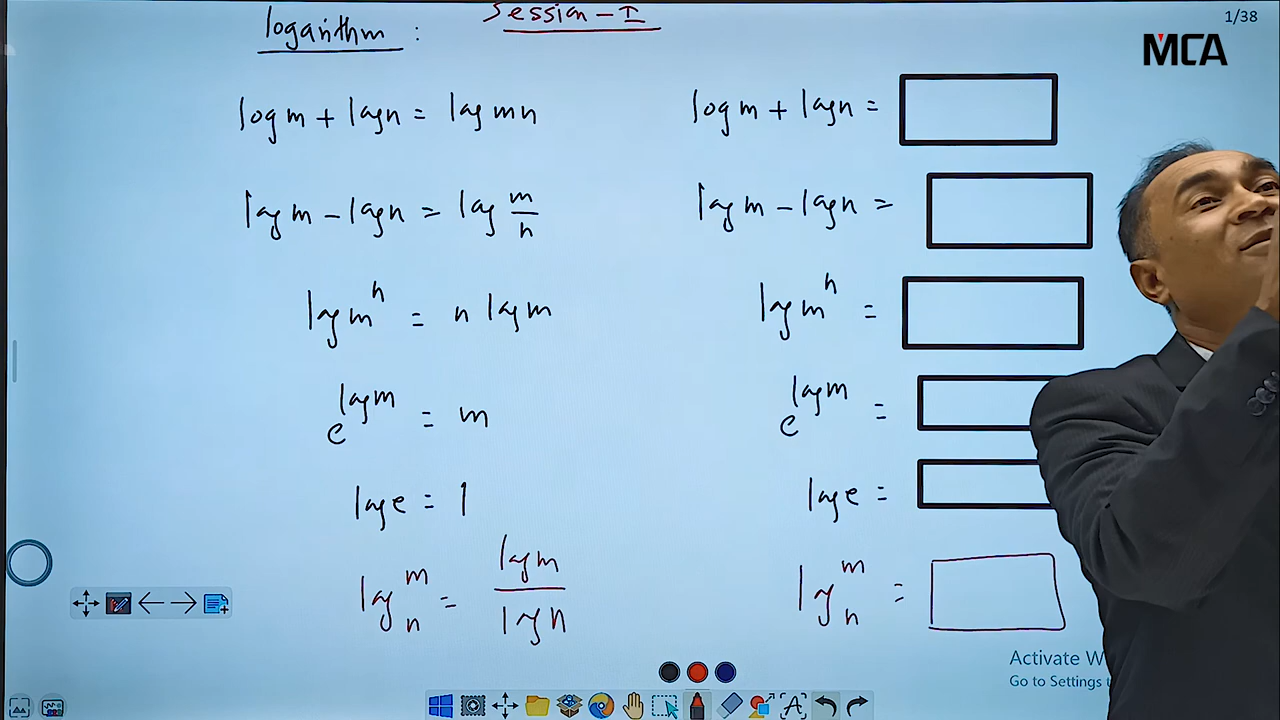 logarithm :
Session - I
1/38
MCA
log m + log n = log mn
log m + log n =
log m - log n = log m/n
log m - log n =
log m^n = n log m
log m^n =
e^log m = m
e^log m =
log e = 1
log e =
log_n^m = log m / log n
log_n^m =
Activate W
Go to Settings